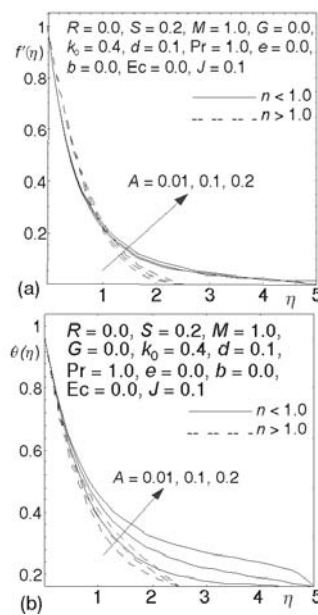 f′(η)
R = 0.0, S = 0.2, M = 1.0, G = 0.0,
k₀ = 0.4, d = 0.1, Pr = 1.0, e = 0.0,
b = 0.0, Ec = 0.0, J = 0.1
n < 1.0
n > 1.0
A = 0.01, 0.1, 0.2
1
0.8
0.6
0.4
0.2
1 2 3 4 η 5
(a)
θ(η)
R = 0.0, S = 0.2, M = 1.0,
G = 0.0, k₀ = 0.4, d = 0.1,
Pr = 1.0, e = 0.0, b = 0.0,
Ec = 0.0, J = 0.1
n < 1.0
n > 1.0
A = 0.01, 0.1, 0.2
1
0.8
0.6
0.4
0.2
1 2 3 4 η 5
(b)